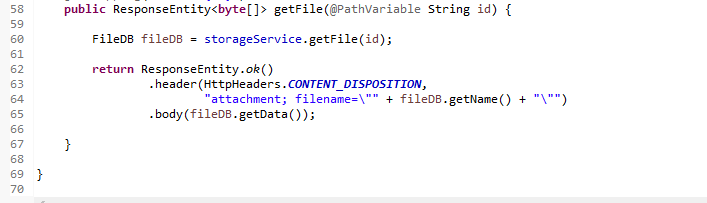 58 public ResponseEntity<byte[]> getFile(@PathVariable String id) {
59
60 FileDB fileDB = storageService.getFile(id);
61
62 return ResponseEntity.ok()
63 .header(HttpHeaders.CONTENT_DISPOSITION,
64 "attachment; filename=\"" + fileDB.getName() + "\"")
65 .body(fileDB.getData());
66
67 }
68
69 }
70